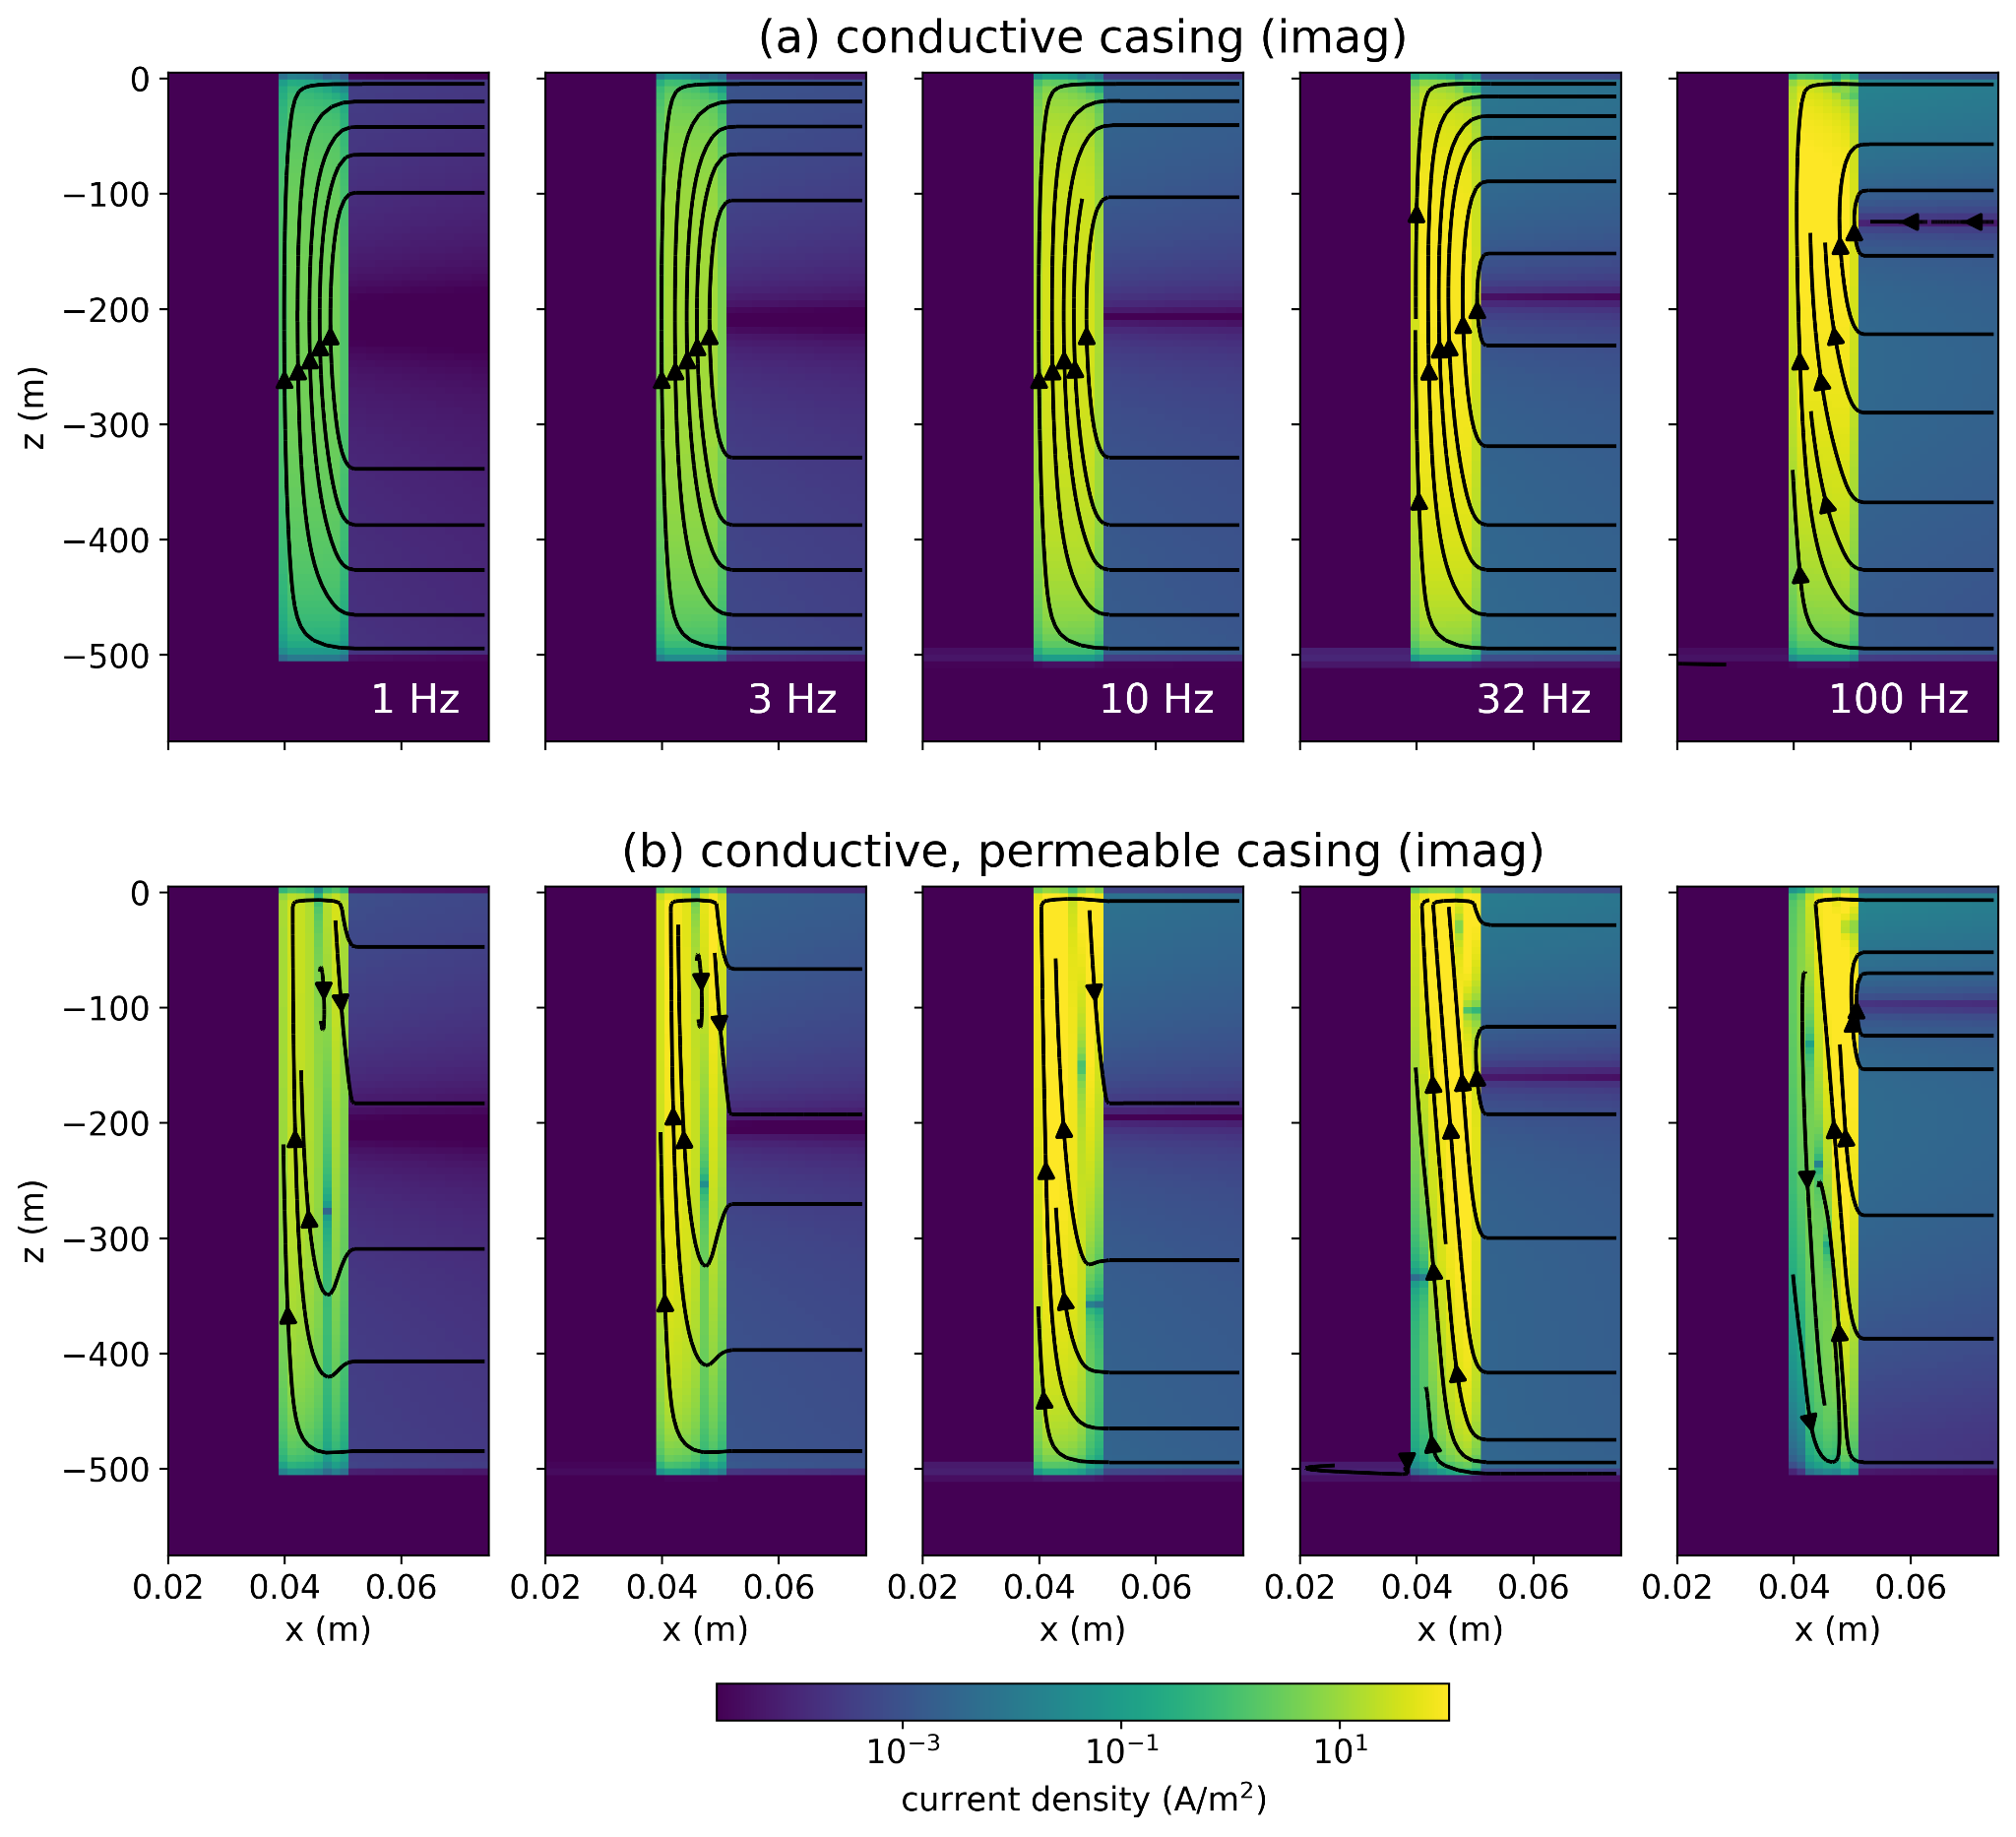 (a) conductive casing (imag)
0
−100
−200
−300
−400
−500
z (m)
1 Hz
3 Hz
10 Hz
32 Hz
100 Hz
(b) conductive, permeable casing (imag)
0
−100
−200
−300
−400
−500
z (m)
0.02 0.04 0.06
0.02 0.04 0.06
0.02 0.04 0.06
0.02 0.04 0.06
0.02 0.04 0.06
x (m)
x (m)
x (m)
x (m)
x (m)
10⁻³ 10⁻¹ 10¹
current density (A/m²)